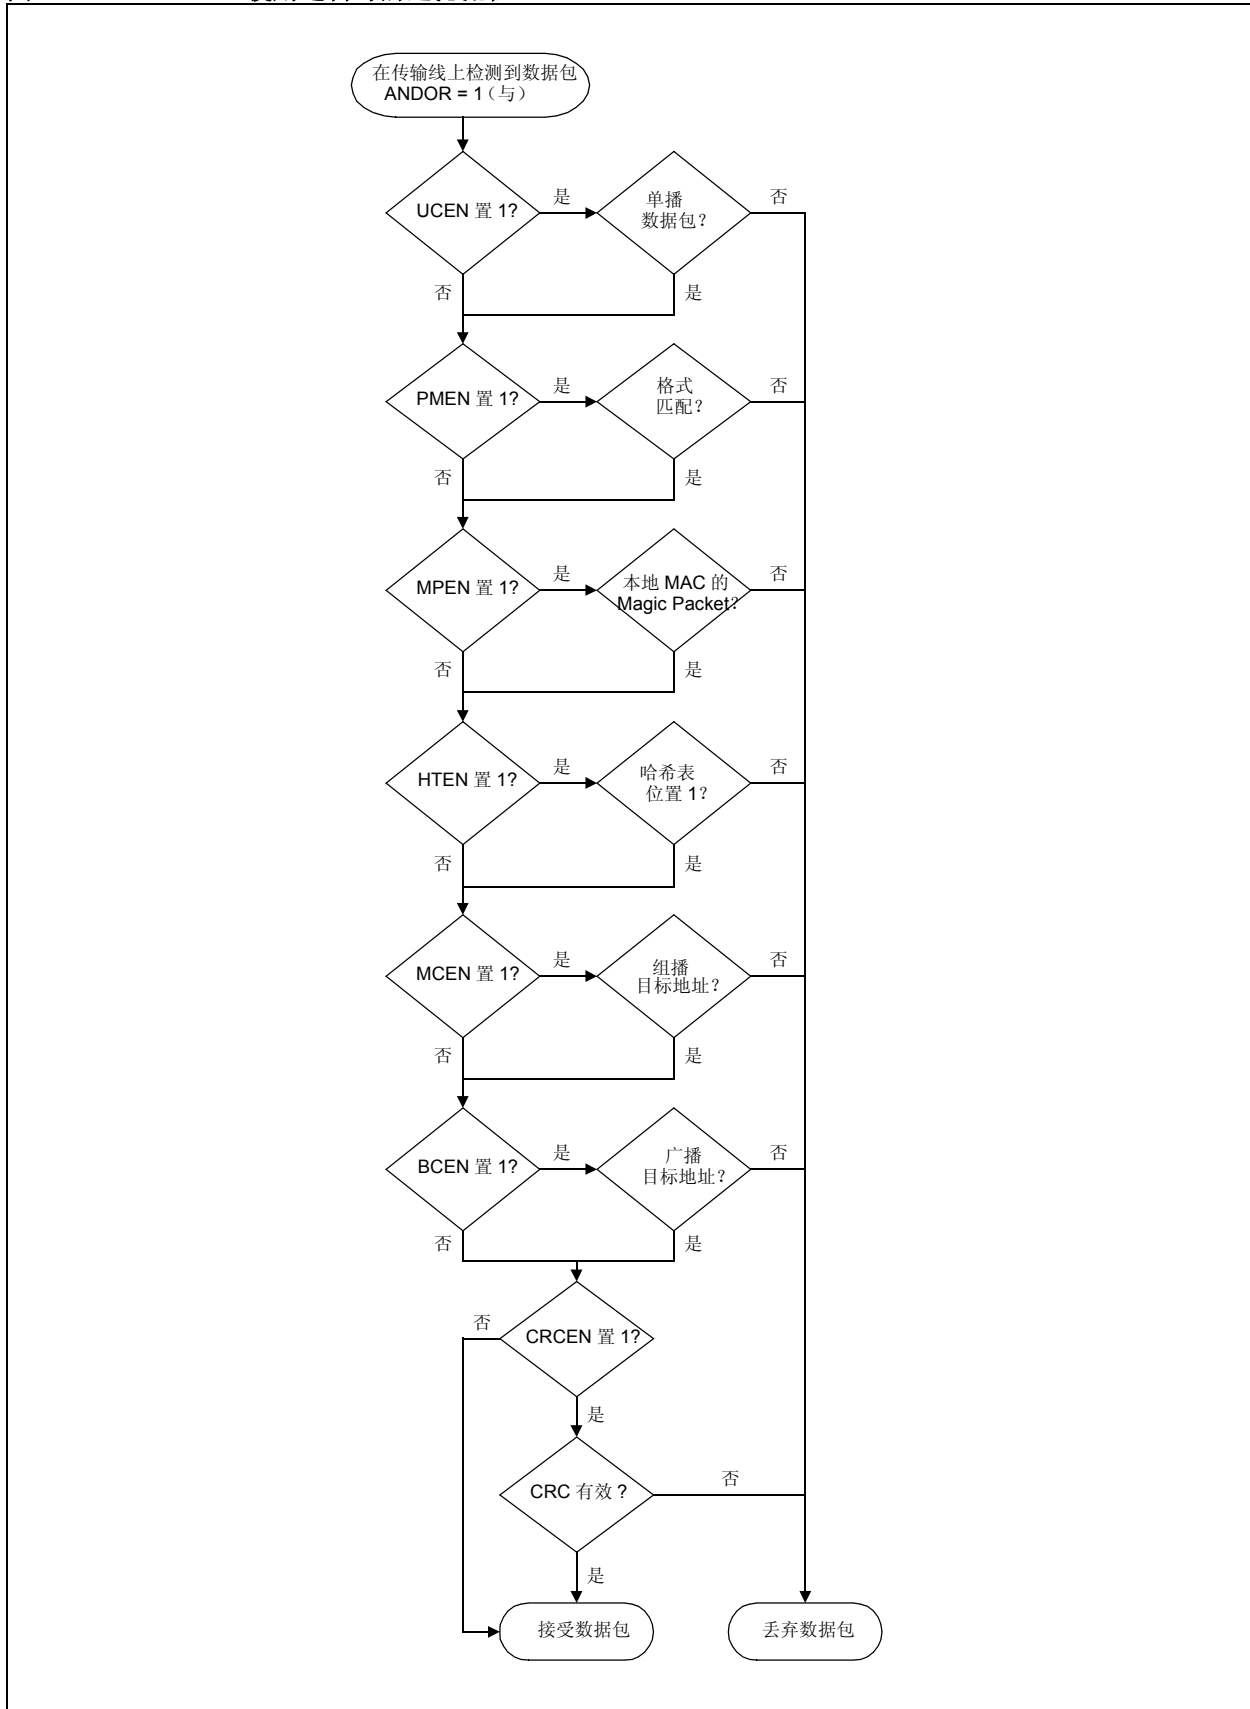 在传输线上检测到数据包
ANDOR = 1（与）
UCEN 置 1?
是
单播
数据包?
否
否
是
PMEN 置 1?
是
格式
匹配?
否
否
是
MPEN 置 1?
是
本地 MAC 的
Magic Packet?
否
否
是
HTEN 置 1?
是
哈希表
位置 1?
否
否
是
MCEN 置 1?
是
组播
目标地址?
否
否
是
BCEN 置 1?
是
广播
目标地址?
否
否
是
否
CRCEN 置 1?
是
CRC 有效 ?
否
是
接受数据包
丢弃数据包